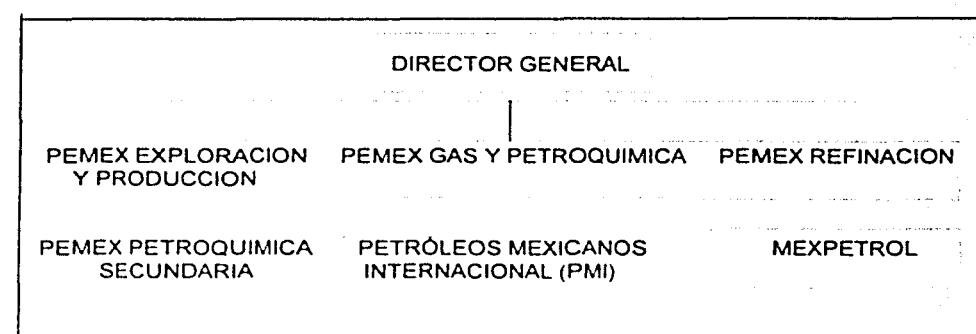 DIRECTOR GENERAL
PEMEX EXPLORACION Y PRODUCCION
PEMEX GAS Y PETROQUIMICA
PEMEX REFINACION
PEMEX PETROQUIMICA SECUNDARIA
PETRÓLEOS MEXICANOS INTERNACIONAL (PMI)
MEXPETROL